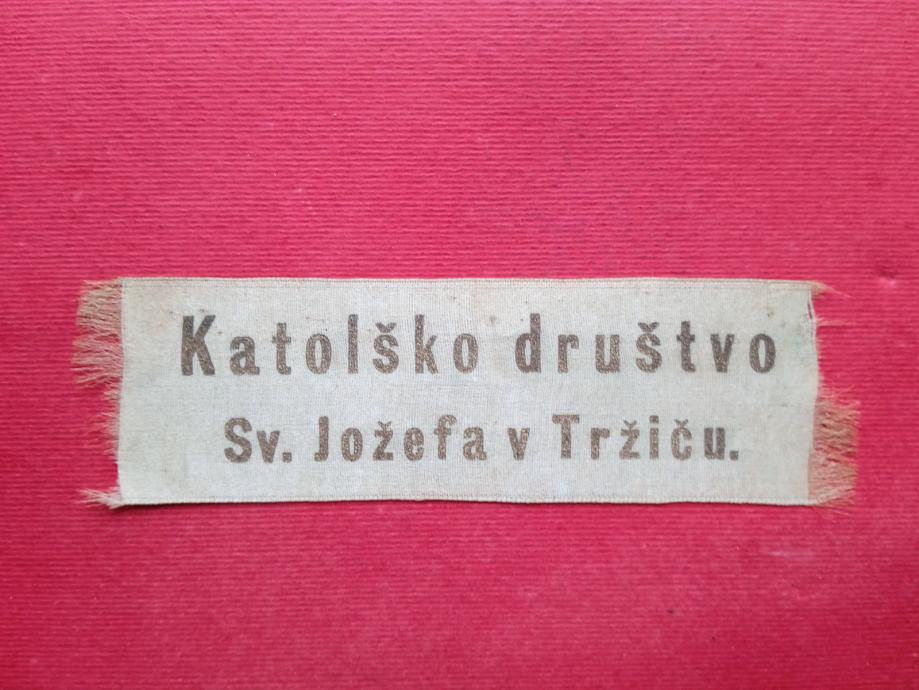 Katolško društvo
Sv. Jožefa v Tržiču.